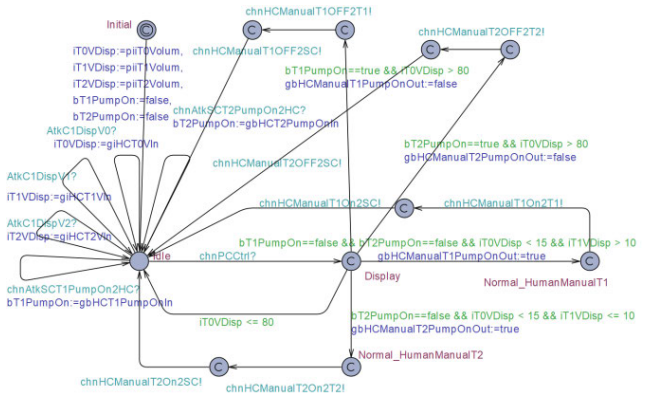 Initial
chnHCManualT1OFF2T1!
chnHCManualT2OFF2T2!
iT0VDisp:=piiT0Volum,
iT1VDisp:=piiT1Volum,
iT2VDisp:=piiT2Volum,
bT1PumpOn:=false,
bT2PumpOn:=false
chnHCManualT1OFF2SC!
bT1PumpOn==true && iT0VDisp > 80
gbHCManualT1PumpOnOut:=false
chnAtkSCT2PumpOn2HC?
bT2PumpOn:=gbHCT2PumpOnIn
AtkC1DispV0?
iT0VDisp:=giHCT0VIn
bT2PumpOn==true && iT0VDisp > 80
gbHCManualT2PumpOnOut:=false
chnHCManualT2OFF2SC!
AtkC1DispV1?
iT1VDisp:=giHCT1VIn
chnHCManualT1On2SC!
chnHCManualT1On2T1!
AtkC1DispV2?
iT2VDisp:=giHCT2VIn
bT1PumpOn==false && bT2PumpOn==false && iT0VDisp < 15 && iT1VDisp > 10
gbHCManualT1PumpOnOut:=true
Idle
chnPCCtrl?
Display
Normal_HumanManualT1
chnAtkSCT1PumpOn2HC?
bT1PumpOn:=gbHCT1PumpOnIn
iT0VDisp <= 80
bT2PumpOn==false && iT0VDisp < 15 && iT1VDisp <= 10
gbHCManualT2PumpOnOut:=true
Normal_HumanManualT2
chnHCManualT2On2SC!
chnHCManualT2On2T2!